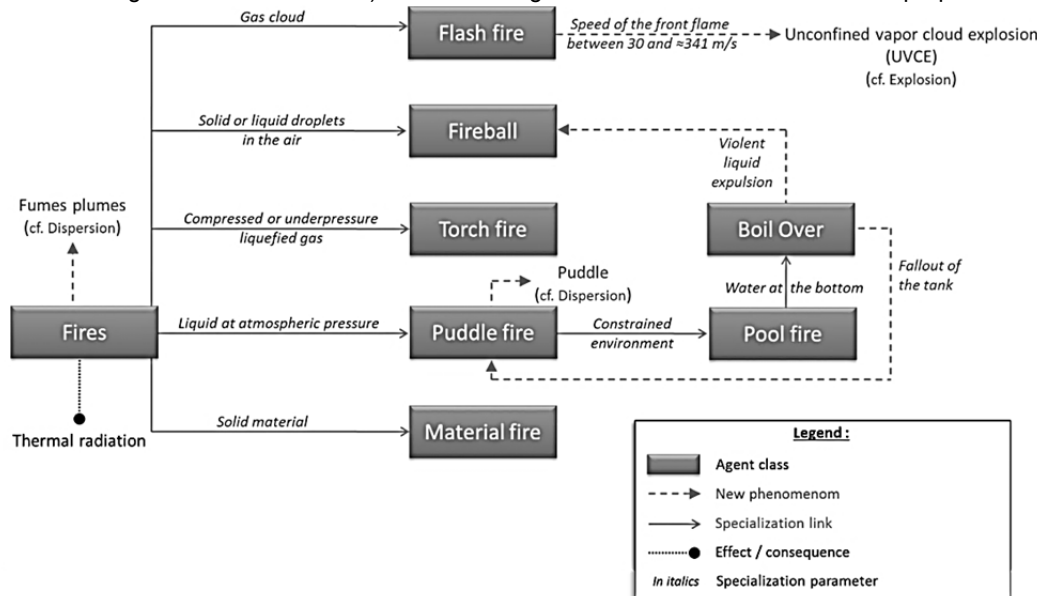 Gas cloud
Flash fire
Speed of the front flame
between 30 and ≈341 m/s
Unconfined vapor cloud explosion
(UVCE)
(cf. Explosion)
Solid or liquid droplets
in the air
Fireball
Violent
liquid
expulsion
Fumes plumes
(cf. Dispersion)
Compressed or underpressure
liquefied gas
Torch fire
Boil Over
Puddle
(cf. Dispersion)
Water at the bottom
Fallout of
the tank
Fires
Liquid at atmospheric pressure
Puddle fire
Constrained
environment
Pool fire
Thermal radiation
Solid material
Material fire
Legend :
Agent class
New phenomenom
Specialization link
Effect / consequence
In italics Specialization parameter